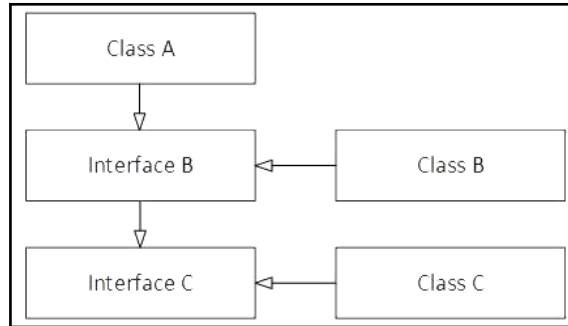 Class A
Interface B
Class B
Interface C
Class C